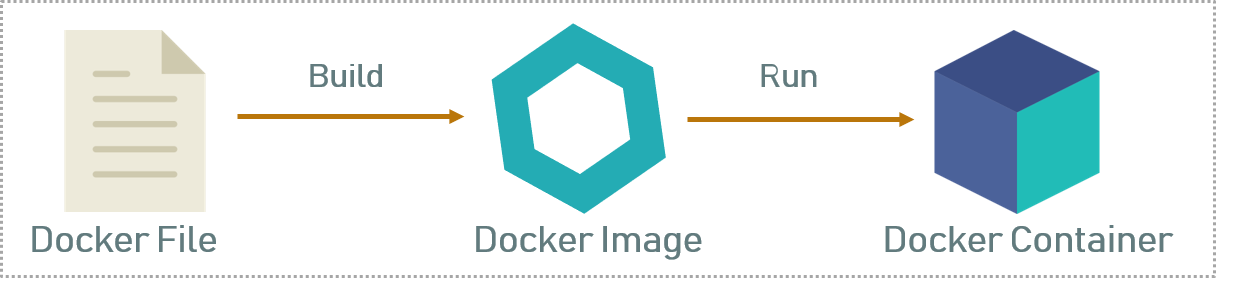 Build
Run
Docker File
Docker Image
Docker Container